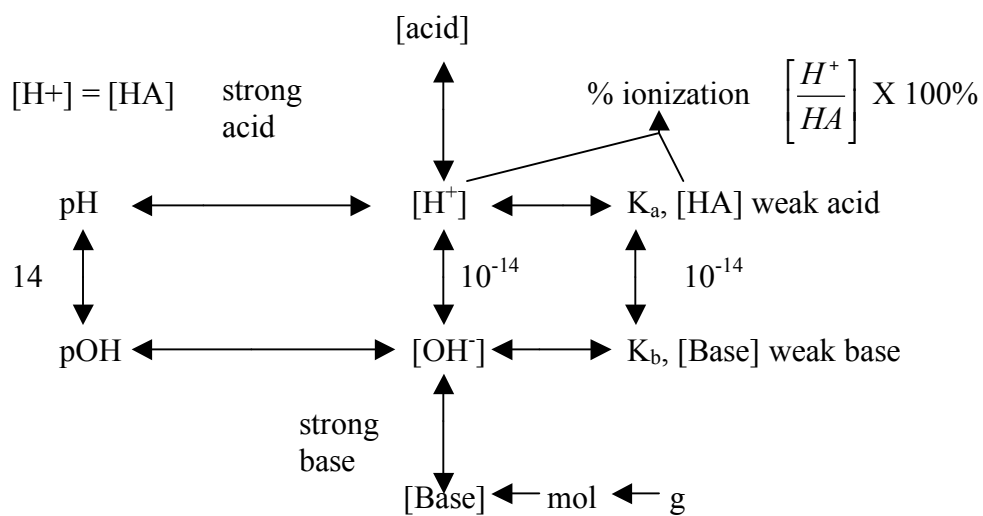 [acid]
[H+] = [HA] strong acid % ionization [H⁺/HA] X 100%
pH [H⁺] Kₐ, [HA] weak acid
14 10⁻¹⁴ 10⁻¹⁴
pOH [OH⁻] K_b, [Base] weak base
strong
base
[Base] mol g